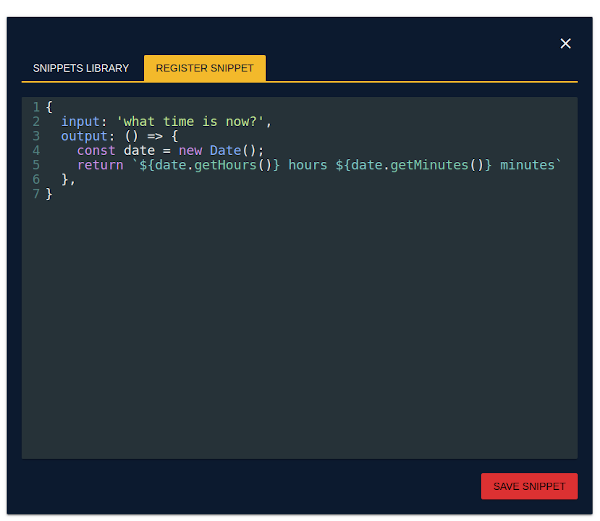 ×
SNIPPETS LIBRARY REGISTER SNIPPET
1 {
2   input: 'what time is now?',
3   output: () => {
4     const date = new Date();
5     return `${date.getHours()} hours ${date.getMinutes()} minutes`
6   },
7 }
SAVE SNIPPET